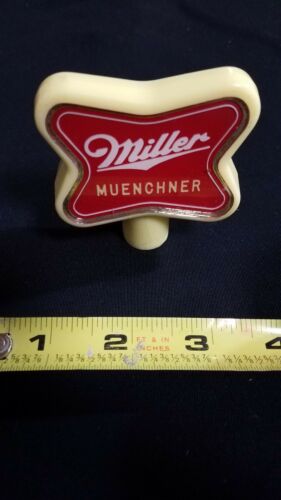 Miller
MUENCHNER
1 2 FT & IN 3 4
INCHES